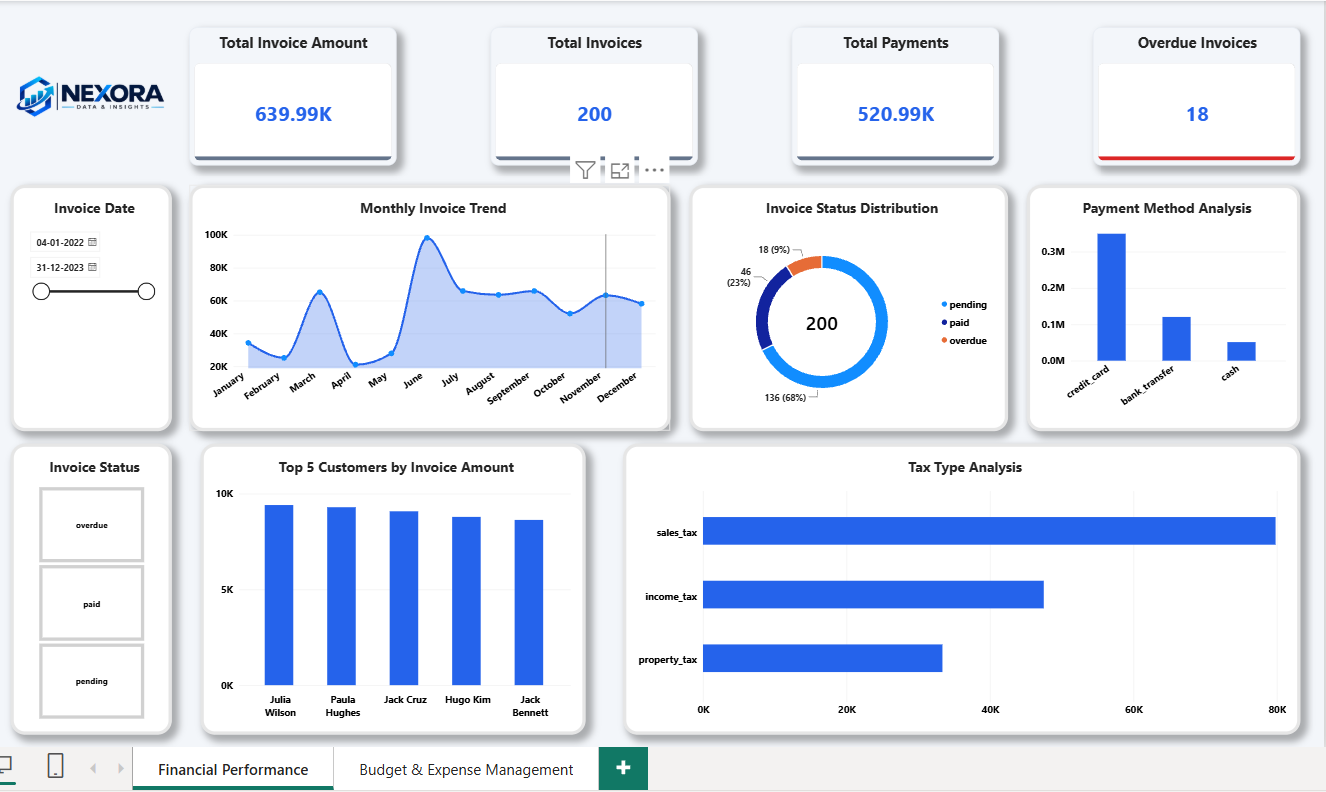 NEXORA
DATA & INSIGHTS
Total Invoice Amount
639.99K
Total Invoices
200
Total Payments
520.99K
Overdue Invoices
18
Invoice Date
04-01-2022
31-12-2023
Monthly Invoice Trend
100K
80K
60K
40K
20K
January
February
March
April
May
June
July
August
September
October
November
December
Invoice Status Distribution
18 (9%)
46
(23%)
200
136 (68%)
pending
paid
overdue
Payment Method Analysis
0.3M
0.2M
0.1M
0.0M
credit_card
bank_transfer
cash
Invoice Status
overdue
paid
pending
Top 5 Customers by Invoice Amount
10K
5K
0K
Julia
Wilson
Paula
Hughes
Jack Cruz
Hugo Kim
Jack
Bennett
Tax Type Analysis
sales_tax
income_tax
property_tax
0K
20K
40K
60K
80K
Financial Performance
Budget & Expense Management